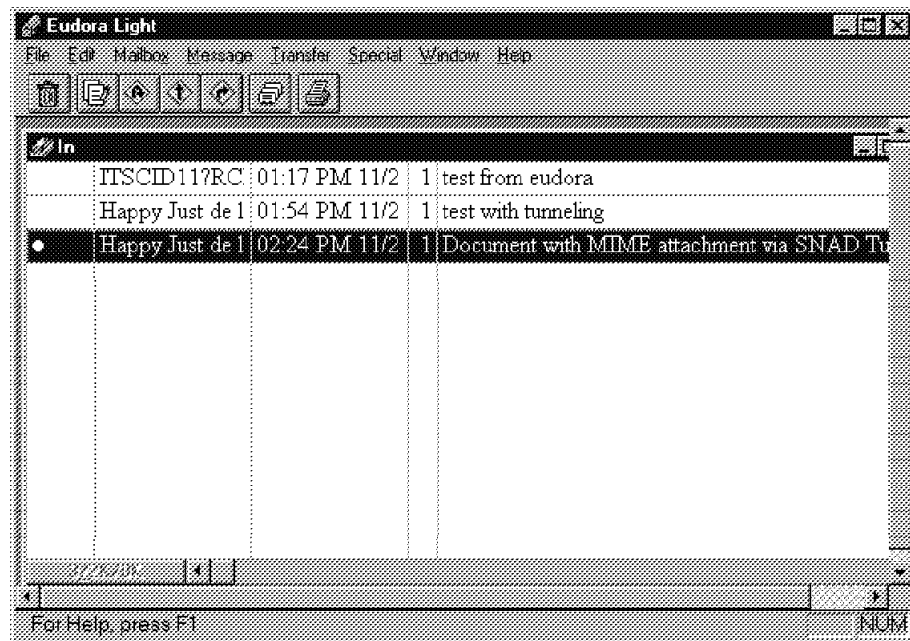 Eudora Light
File Edit Mailbox Message Transfer Special Window Help
In
ITSCID11?RC 01:17 PM 11/2 1 test from eudora
Happy Just de l 01:54 PM 11/2 1 test with tunneling
Happy Just de l 02:24 PM 11/2 1 Document with MIME attachment via SNAD Tu
For Help, press F1 NUM